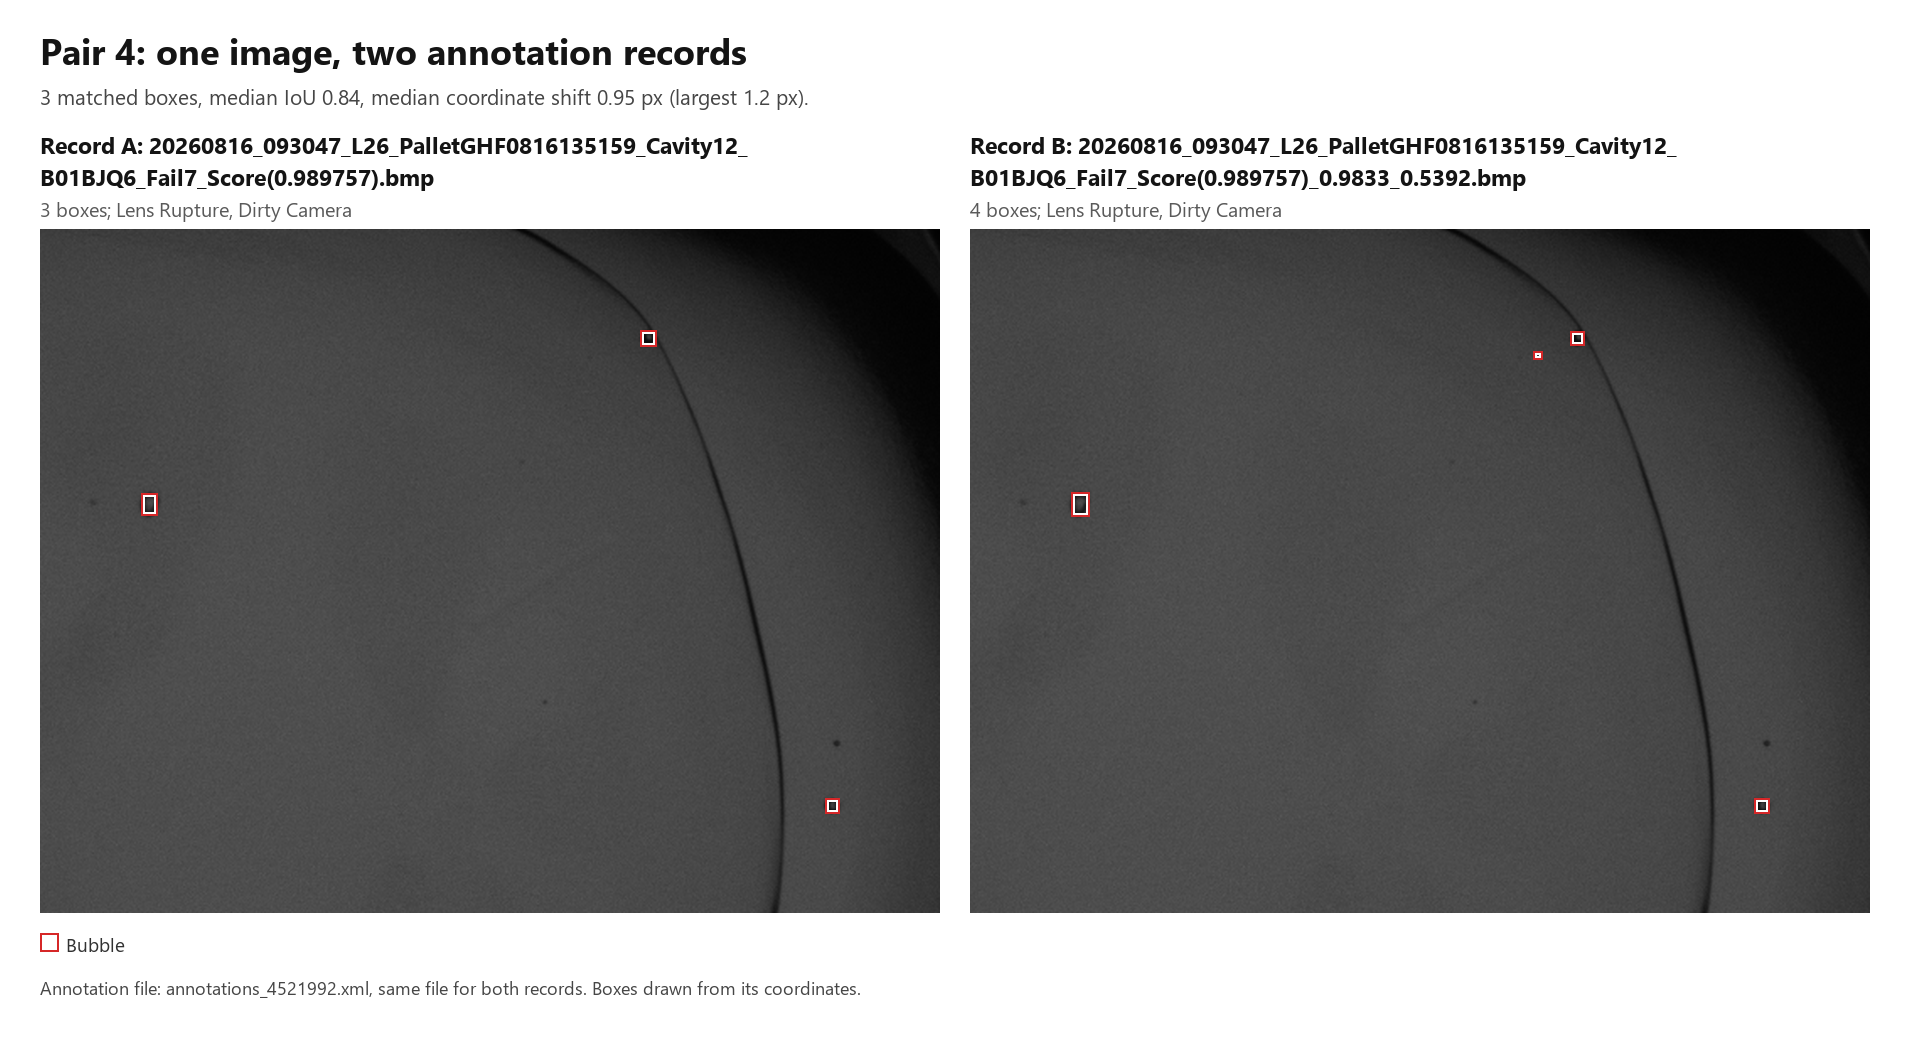 Pair 4: one image, two annotation records
3 matched boxes, median IoU 0.84, median coordinate shift 0.95 px (largest 1.2 px).
Record A: 20260816_093047_L26_PalletGHF0816135159_Cavity12_
B01BJQ6_Fail7_Score(0.989757).bmp
3 boxes; Lens Rupture, Dirty Camera
Record B: 20260816_093047_L26_PalletGHF0816135159_Cavity12_
B01BJQ6_Fail7_Score(0.989757)_0.9833_0.5392.bmp
4 boxes; Lens Rupture, Dirty Camera
Bubble
Annotation file: annotations_4521992.xml, same file for both records. Boxes drawn from its coordinates.